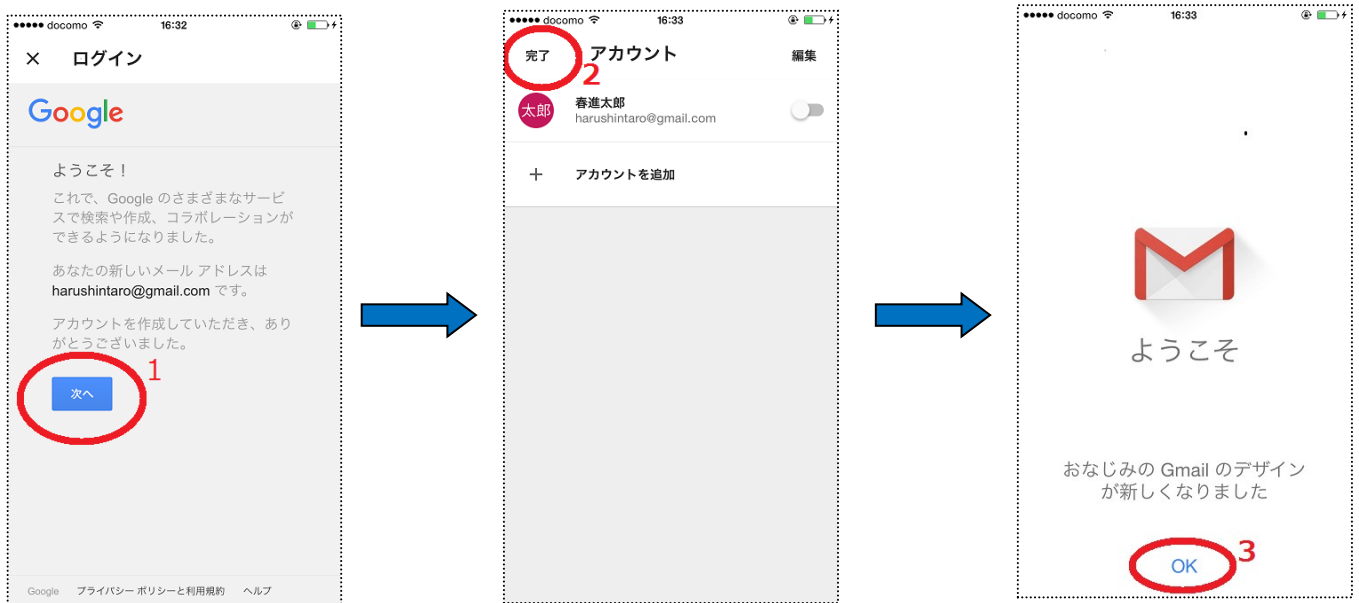 docomo 16:32
× ログイン
Google
ようこそ！
これで、Google のさまざまなサービ
スで検索や作成、コラボレーションが
できるようになりました。
あなたの新しいメール アドレスは
harushintaro@gmail.com です。
アカウントを作成していただき、あり
がとうございました。
1
次へ
Google プライバシー ポリシーと利用規約 ヘルプ
docomo 16:33
完了 アカウント 編集
2
太郎 春進太郎
harushintaro@gmail.com
+ アカウントを追加
docomo 16:33
ようこそ
おなじみの Gmail のデザイン
が新しくなりました
OK
3